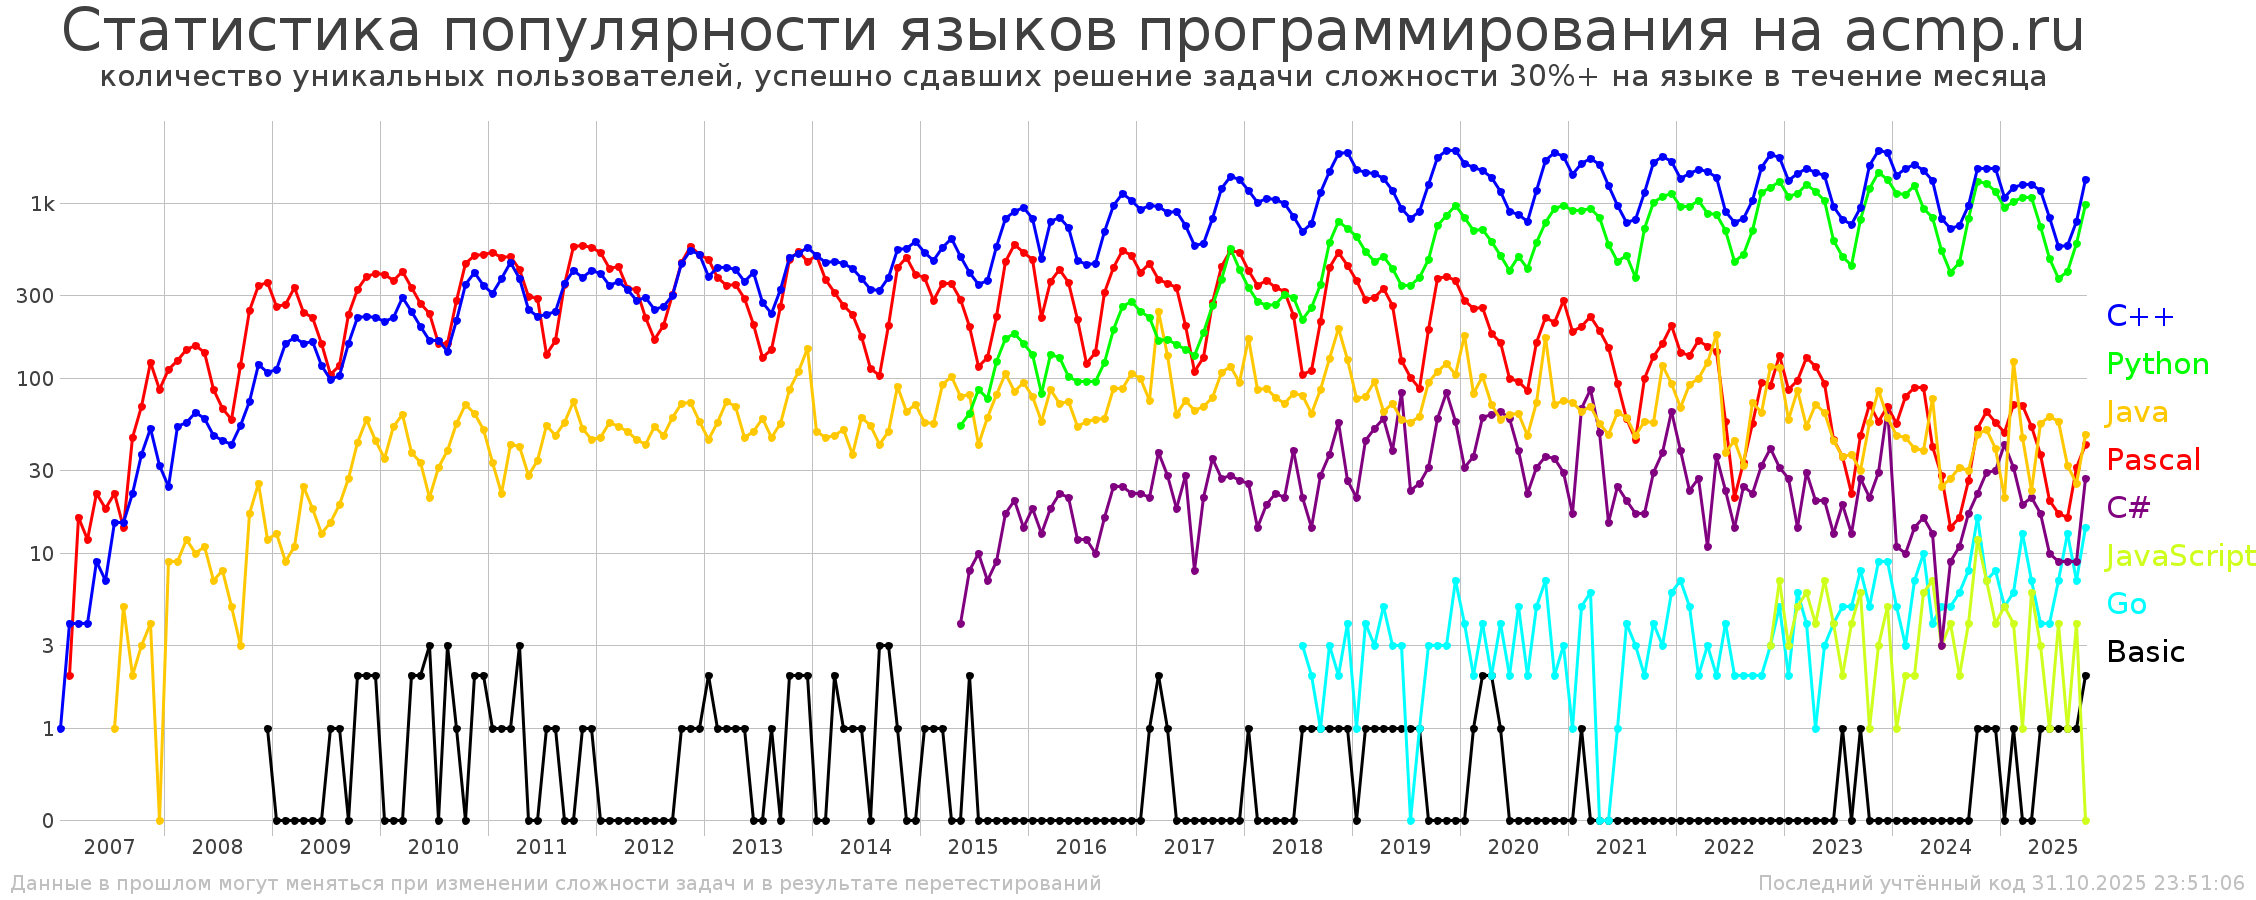 Статистика популярности языков программирования на acmp.ru
количество уникальных пользователей, успешно сдавших решение задачи сложности 30%+ на языке в течение месяца
1k
300
100
30
10
3
1
0
C++
Python
Java
Pascal
C#
JavaScript
Go
Basic
2007 2008 2009 2010 2011 2012 2013 2014 2015 2016 2017 2018 2019 2020 2021 2022 2023 2024 2025
Данные в прошлом могут меняться при изменении сложности задач и в результате перетестирований
Последний учтённый код 31.10.2025 23:51:06